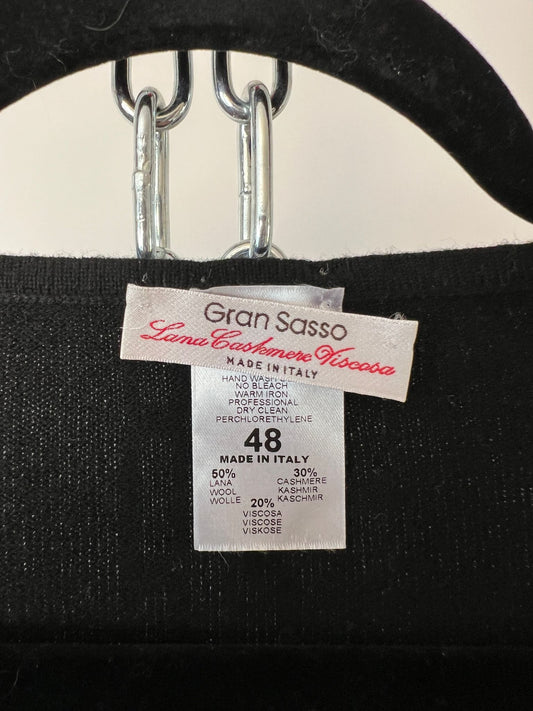 Gran Sasso
Lana Cashmere Viscosa
MADE IN ITALY
HAND WASH
NO BLEACH
WARM IRON
PROFESSIONAL
DRY CLEAN
PERCHLORETHYLENE
48
MADE IN ITALY
50% 30%
LANA CASHMERE
WOOL KASHMIR
WOLLE KASCHMIR
20%
VISCOSA
VISCOSE
VISKOSE